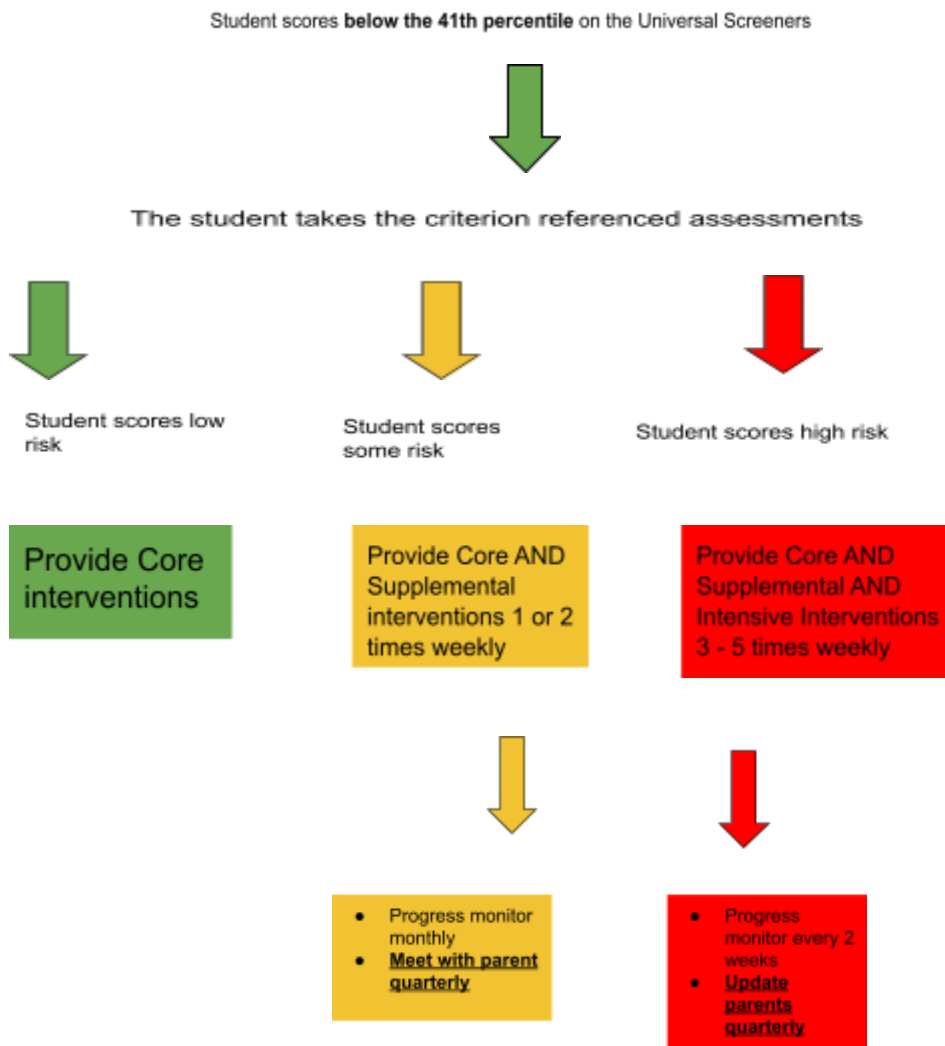 Student scores below the 41th percentile on the Universal Screeners
The student takes the criterion referenced assessments
Student scores low
risk
Student scores
some risk
Student scores high risk
Provide Core
interventions
Provide Core AND
Supplemental
interventions 1 or 2
times weekly
Provide Core AND
Supplemental AND
Intensive Interventions
3 - 5 times weekly
● Progress monitor
monthly
● Meet with parent
quarterly
● Progress
monitor every 2
weeks
● Update
parents
quarterly